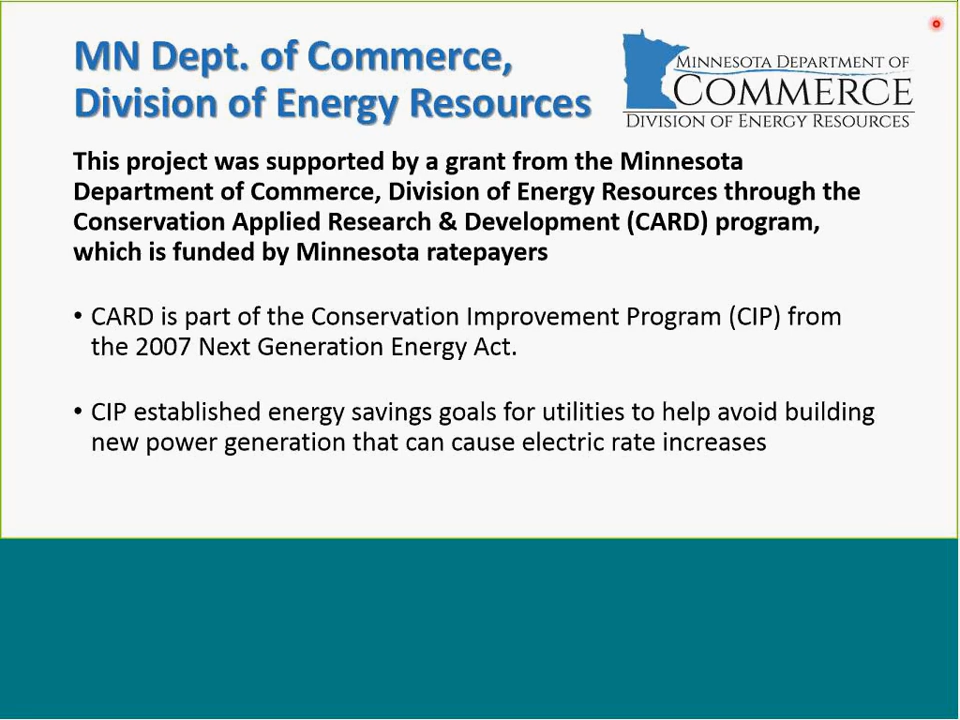 MN Dept. of Commerce,
Division of Energy Resources
MINNESOTA DEPARTMENT OF
COMMERCE
DIVISION OF ENERGY RESOURCES
This project was supported by a grant from the Minnesota
Department of Commerce, Division of Energy Resources through the
Conservation Applied Research & Development (CARD) program,
which is funded by Minnesota ratepayers
• CARD is part of the Conservation Improvement Program (CIP) from
the 2007 Next Generation Energy Act.
• CIP established energy savings goals for utilities to help avoid building
new power generation that can cause electric rate increases